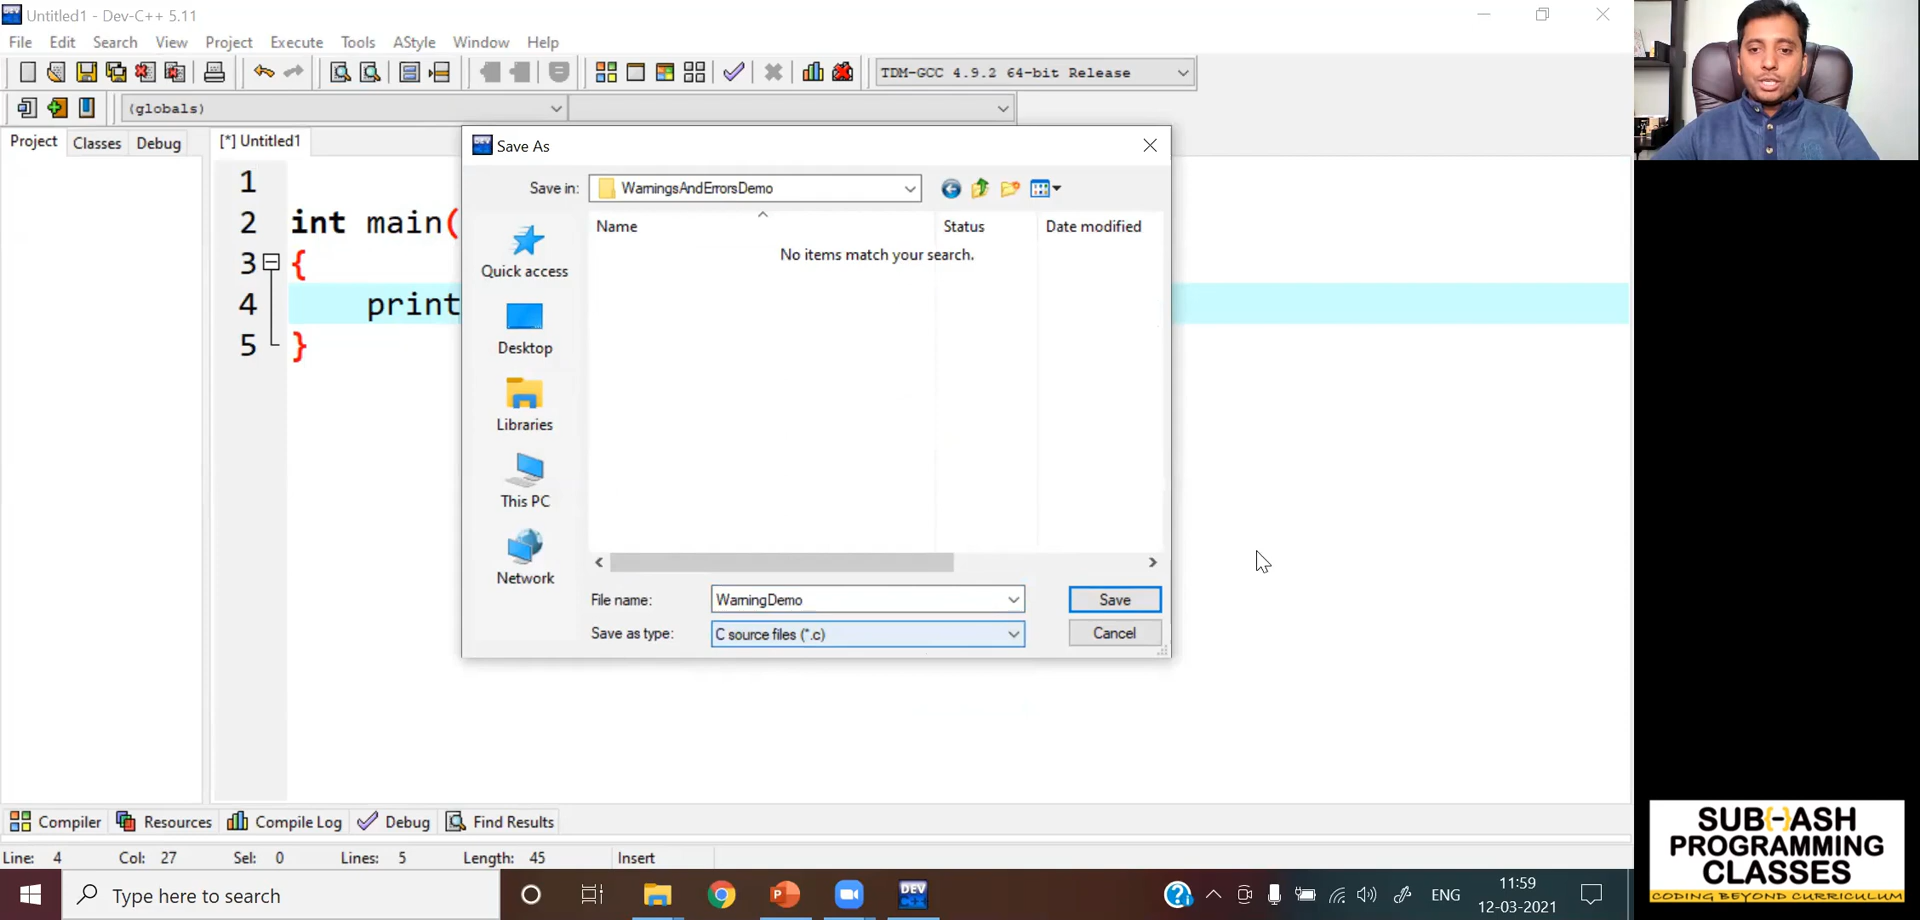 Untitled1 - Dev-C++ 5.11
File Edit Search View Project Execute Tools AStyle Window Help
TDM-GCC 4.9.2 64-bit Release
(globals)
Project Classes Debug [*] Untitled1
1
2 int main(
3 {
4 print
5 }
Save As
Save in: WarningsAndErrorsDemo
Name Status Date modified
No items match your search.
Quick access
Desktop
Libraries
This PC
Network
File name: WarningDemo Save
Save as type: C source files (*.c) Cancel
Compiler Resources Compile Log Debug Find Results
Line: 4 Col: 27 Sel: 0 Lines: 5 Length: 45 Insert
Type here to search
DEV
ENG
11:59
12-03-2021
SUB{-}ASH
PROGRAMMING
CLASSES
CODING BEYOND CURRICULUM